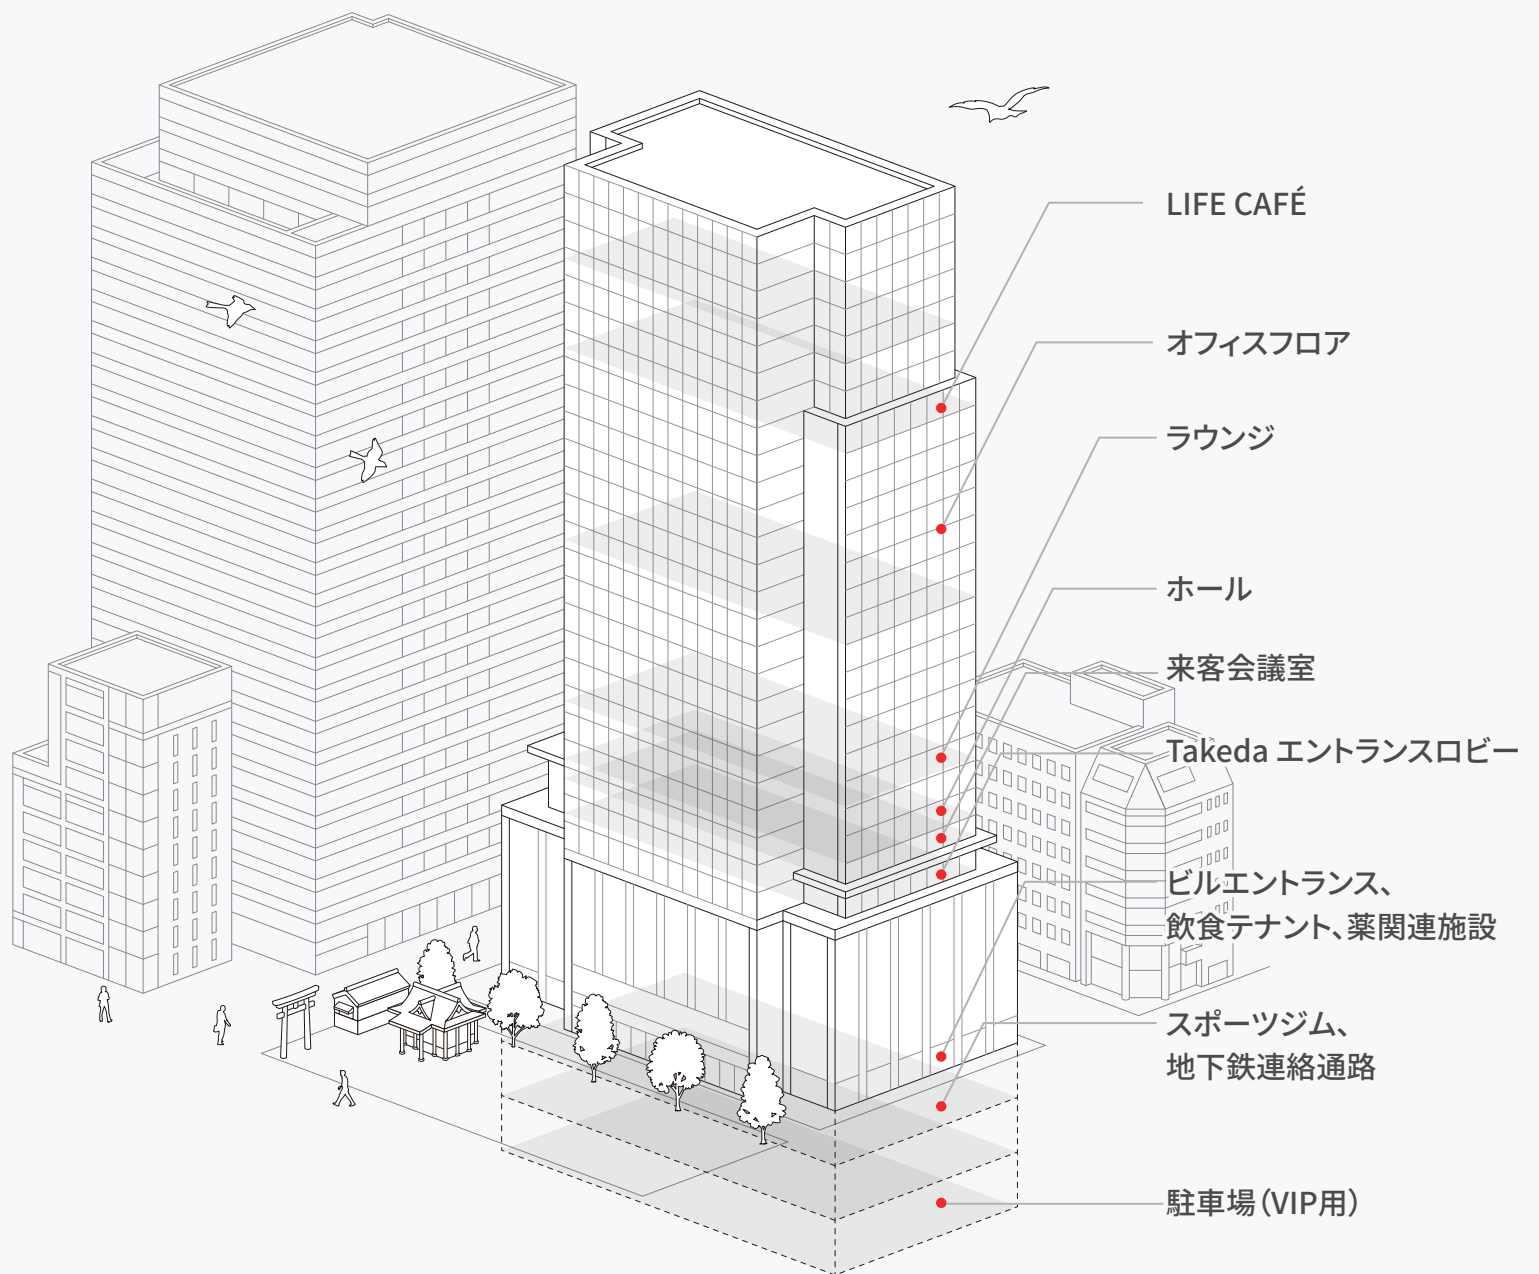 LIFE CAFÉ
オフィスフロア
ラウンジ
ホール
来客会議室
Takeda エントランスロビー
ビルエントランス、
飲食テナント、薬関連施設
スポーツジム、
地下鉄連絡通路
駐車場（VIP用）